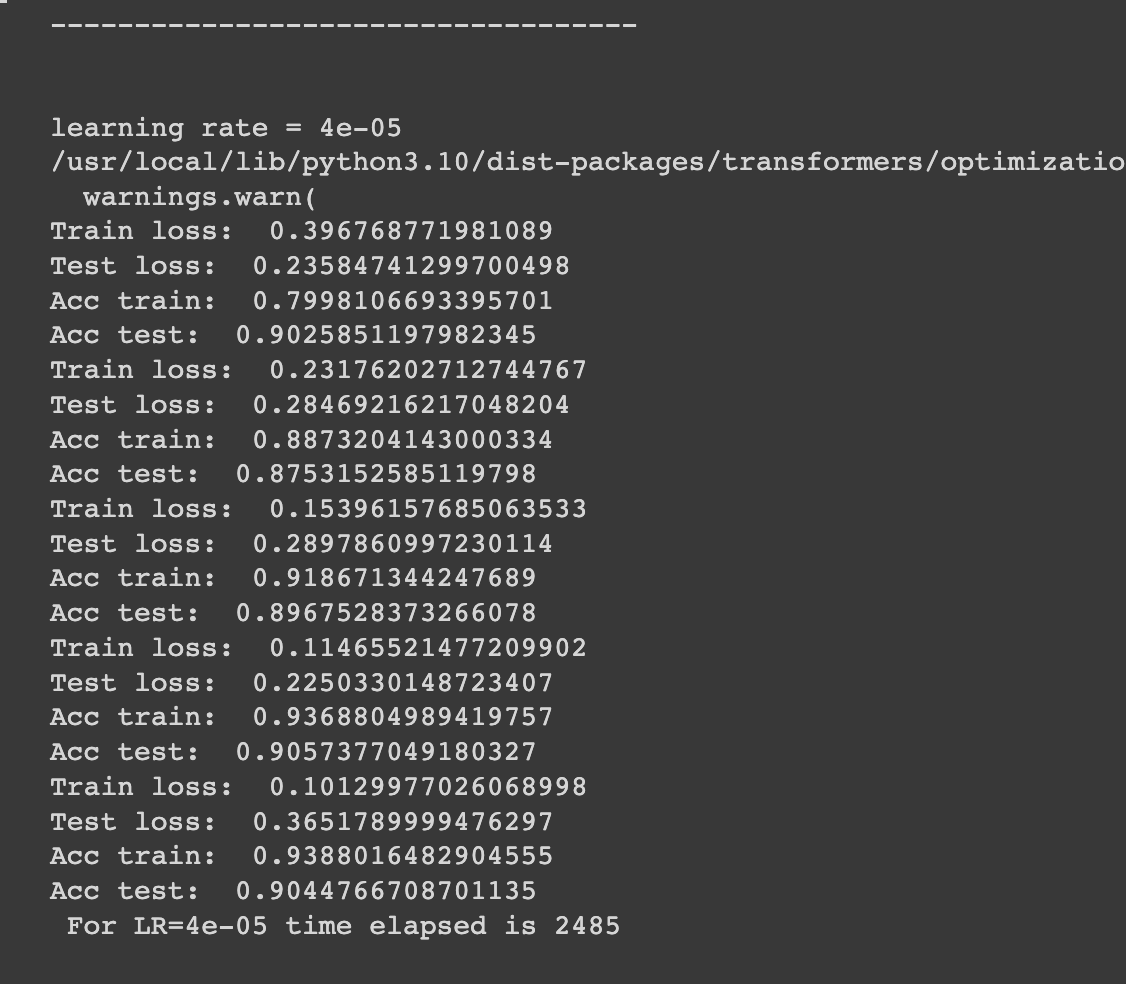 -----------------------------------
learning rate = 4e-05
/usr/local/lib/python3.10/dist-packages/transformers/optimizatio
  warnings.warn(
Train loss:  0.396768771981089
Test loss:  0.23584741299700498
Acc train:  0.7998106693395701
Acc test:  0.9025851197982345
Train loss:  0.23176202712744767
Test loss:  0.28469216217048204
Acc train:  0.8873204143000334
Acc test:  0.8753152585119798
Train loss:  0.15396157685063533
Test loss:  0.2897860997230114
Acc train:  0.918671344247689
Acc test:  0.8967528373266078
Train loss:  0.11465521477209902
Test loss:  0.2250330148723407
Acc train:  0.9368804989419757
Acc test:  0.9057377049180327
Train loss:  0.10129977026068998
Test loss:  0.3651789999476297
Acc train:  0.9388016482904555
Acc test:  0.9044766708701135
 For LR=4e-05 time elapsed is 2485